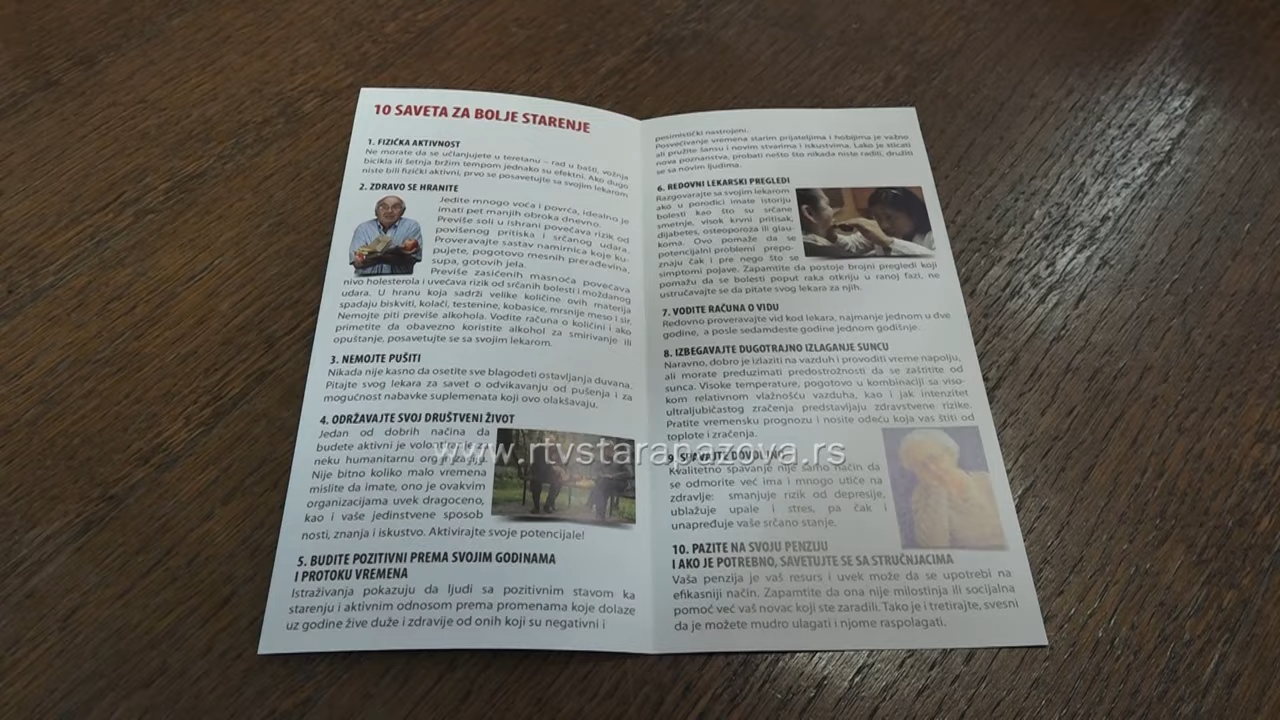 10 SAVETA ZA BOLJE STARENJE
1. FIZIČKA AKTIVNOST
Ne morate da se učlanjujete u teretanu – rad u bašti, vožnja
bicikla ili šetnja bržim tempom jednako su efektni. Ako dugo
niste bili fizički aktivni, prvo se posavetujte sa svojim lekarom
2. ZDRAVO SE HRANITE
Jedite mnogo voća i povrća, idealno je
imati pet manjih obroka dnevno.
Previše soli u ishrani povećava rizik od
povišenog pritiska i srčanog udara.
Proveravajte sastav namirnica koje ku-
pujete, pogotovo mesnih prerađevina,
supa, gotovih jela.
Previše zasićenih masnoća povećava
nivo holesterola i uvećava rizik od srčanih bolesti i moždanog
udara. U hranu koja sadrži velike količine ovih materija
spadaju biskviti, kolači, testenine, kobasice, mrsnije meso i sir.
Nemojte piti previše alkohola. Vodite računa o količini i ako
primetite da obavezno koristite alkohol za smirivanje ili
opuštanje, posavetujte se sa svojim lekarom.
3. NEMOJTE PUŠITI
Nikada nije kasno da osetite sve blagodeti ostavljanja duvana.
Pitajte svog lekara za savet o odvikavanju od pušenja i za
mogućnost nabavke suplemenata koji ovo olakšavaju.
4. ODRŽAVAJTE SVOJ DRUŠTVENI ŽIVOT
Jedan od dobrih načina da
budete aktivni je volontiranje za
neku humanitarnu organizaciju.
Nije bitno koliko malo vremena
mislite da imate, ono je ovakvim
organizacijama uvek dragoceno,
kao i vaše jedinstvene sposob
nosti, znanja i iskustvo. Aktivirajte svoje potencijale!
5. BUDITE POZITIVNI PREMA SVOJIM GODINAMA
I PROTOKU VREMENA
Istraživanja pokazuju da ljudi sa pozitivnim stavom ka
starenju i aktivnim odnosom prema promenama koje dolaze
uz godine žive duže i zdravije od onih koji su negativni i
pesimistički nastrojeni.
Posvećivanje vremena starim prijateljima i hobijima je važno
ali pružite šansu i novim stvarima i iskustvima. Lako je sticati
nova poznanstva, probati nešto što nikada niste radili, družiti
se sa novim ljudima.
6. REDOVNI LEKARSKI PREGLEDI
Razgovarajte sa svojim lekarom
ako u porodici imate istoriju
bolesti kao što su srčane
smetnje, visok krvni pritisak,
dijabetes, osteoporoza ili glau-
koma. Ovo pomaže da se
potencijalni problemi prepo-
znaju čak i pre nego što se
simptomi pojave. Zapamtite da postoje brojni pregledi koji
pomažu da se bolesti poput raka otkriju u ranoj fazi, ne
ustručavajte se da pitate svog lekara za njih.
7. VODITE RAČUNA O VIDU
Redovno proveravajte vid kod lekara, najmanje jednom u dve
godine, a posle sedamdesete godine jednom godišnje.
8. IZBEGAVAJTE DUGOTRAJNO IZLAGANJE SUNCU
Naravno, dobro je izlaziti na vazduh i provoditi vreme napolju,
ali morate preduzimati predostrožnosti da se zaštitite od
sunca. Visoke temperature, pogotovo u kombinaciji sa viso-
kom relativnom vlažnošću vazduha, kao i jak intenzitet
ultraljubičastog zračenja predstavljaju zdravstvene rizike.
Pratite vremensku prognozu i nosite odeću koja vas štiti od
toplote i zračenja.
9. SPAVAJTE DOVOLJNO
Kvalitetno spavanje nije samo način da
se odmorite već ima i mnogo utiče na
zdravlje: smanjuje rizik od depresije,
ublažuje upale i stres, pa čak i
unapređuje vaše srčano stanje.
10. PAZITE NA SVOJU PENZIJU
I AKO JE POTREBNO, SAVETUJTE SE SA STRUČNJACIMA
Vaša penzija je vaš resurs i uvek može da se upotrebi na
efikasniji način. Zapamtite da ona nije milostinja ili socijalna
pomoć već vaš novac koji ste zaradili. Tako je i tretirajte, svesni
da je možete mudro ulagati i njome raspolagati.
www.rtvstarapazova.rs